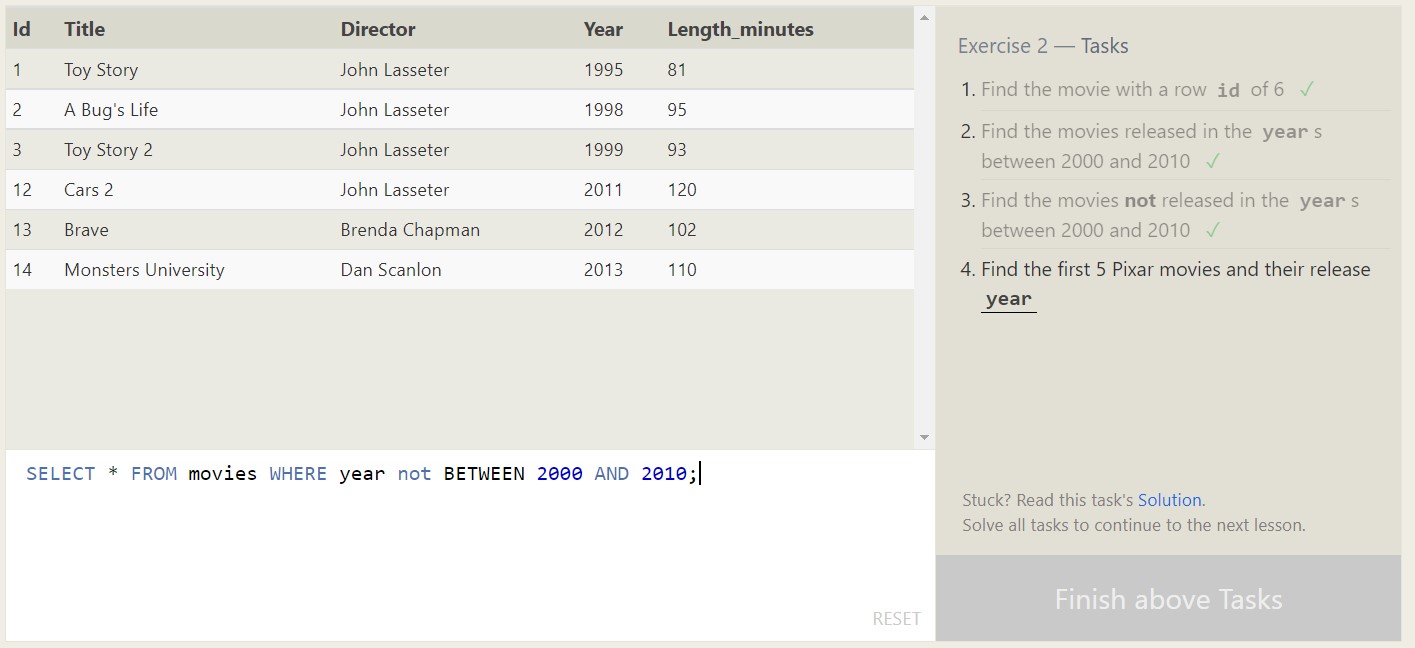 Id Title Director Year Length_minutes
1 Toy Story John Lasseter 1995 81
2 A Bug's Life John Lasseter 1998 95
3 Toy Story 2 John Lasseter 1999 93
12 Cars 2 John Lasseter 2011 120
13 Brave Brenda Chapman 2012 102
14 Monsters University Dan Scanlon 2013 110
SELECT * FROM movies WHERE year not BETWEEN 2000 AND 2010;
RESET
Exercise 2 — Tasks
1. Find the movie with a row id of 6 ✓
2. Find the movies released in the year s
between 2000 and 2010 ✓
3. Find the movies not released in the year s
between 2000 and 2010 ✓
4. Find the first 5 Pixar movies and their release
year
Stuck? Read this task's Solution.
Solve all tasks to continue to the next lesson.
Finish above Tasks